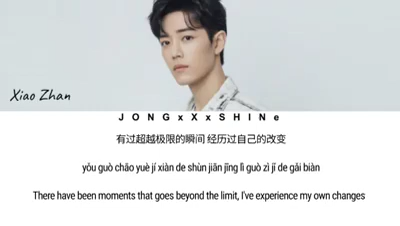 Xiao Zhan
JONGxXxSHINe
有过超越极限的瞬间 经历过自己的改变
yǒu guò chāo yuè jí xiàn de shùn jiān jīng lì guò zì jǐ de gǎi biàn
There have been moments that goes beyond the limit, I've experience my own changes